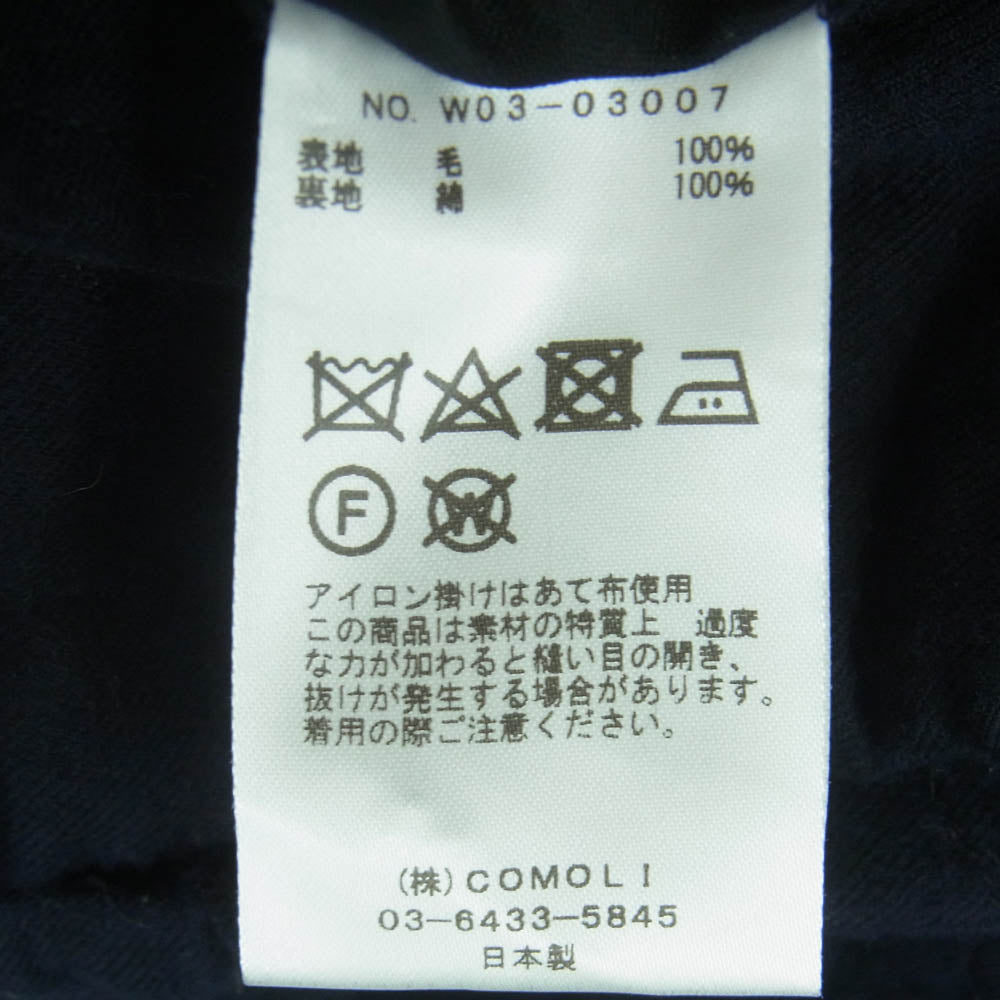 NO. W03-03007
表地 毛 100%
裏地 綿 100%
F W
アイロン掛けはあて布使用
この商品は素材の特質上 過度
な力が加わると縫い目の開き、
抜けが発生する場合があります。
着用の際ご注意ください。
(株)COMOLI
03-6433-5845
日本製